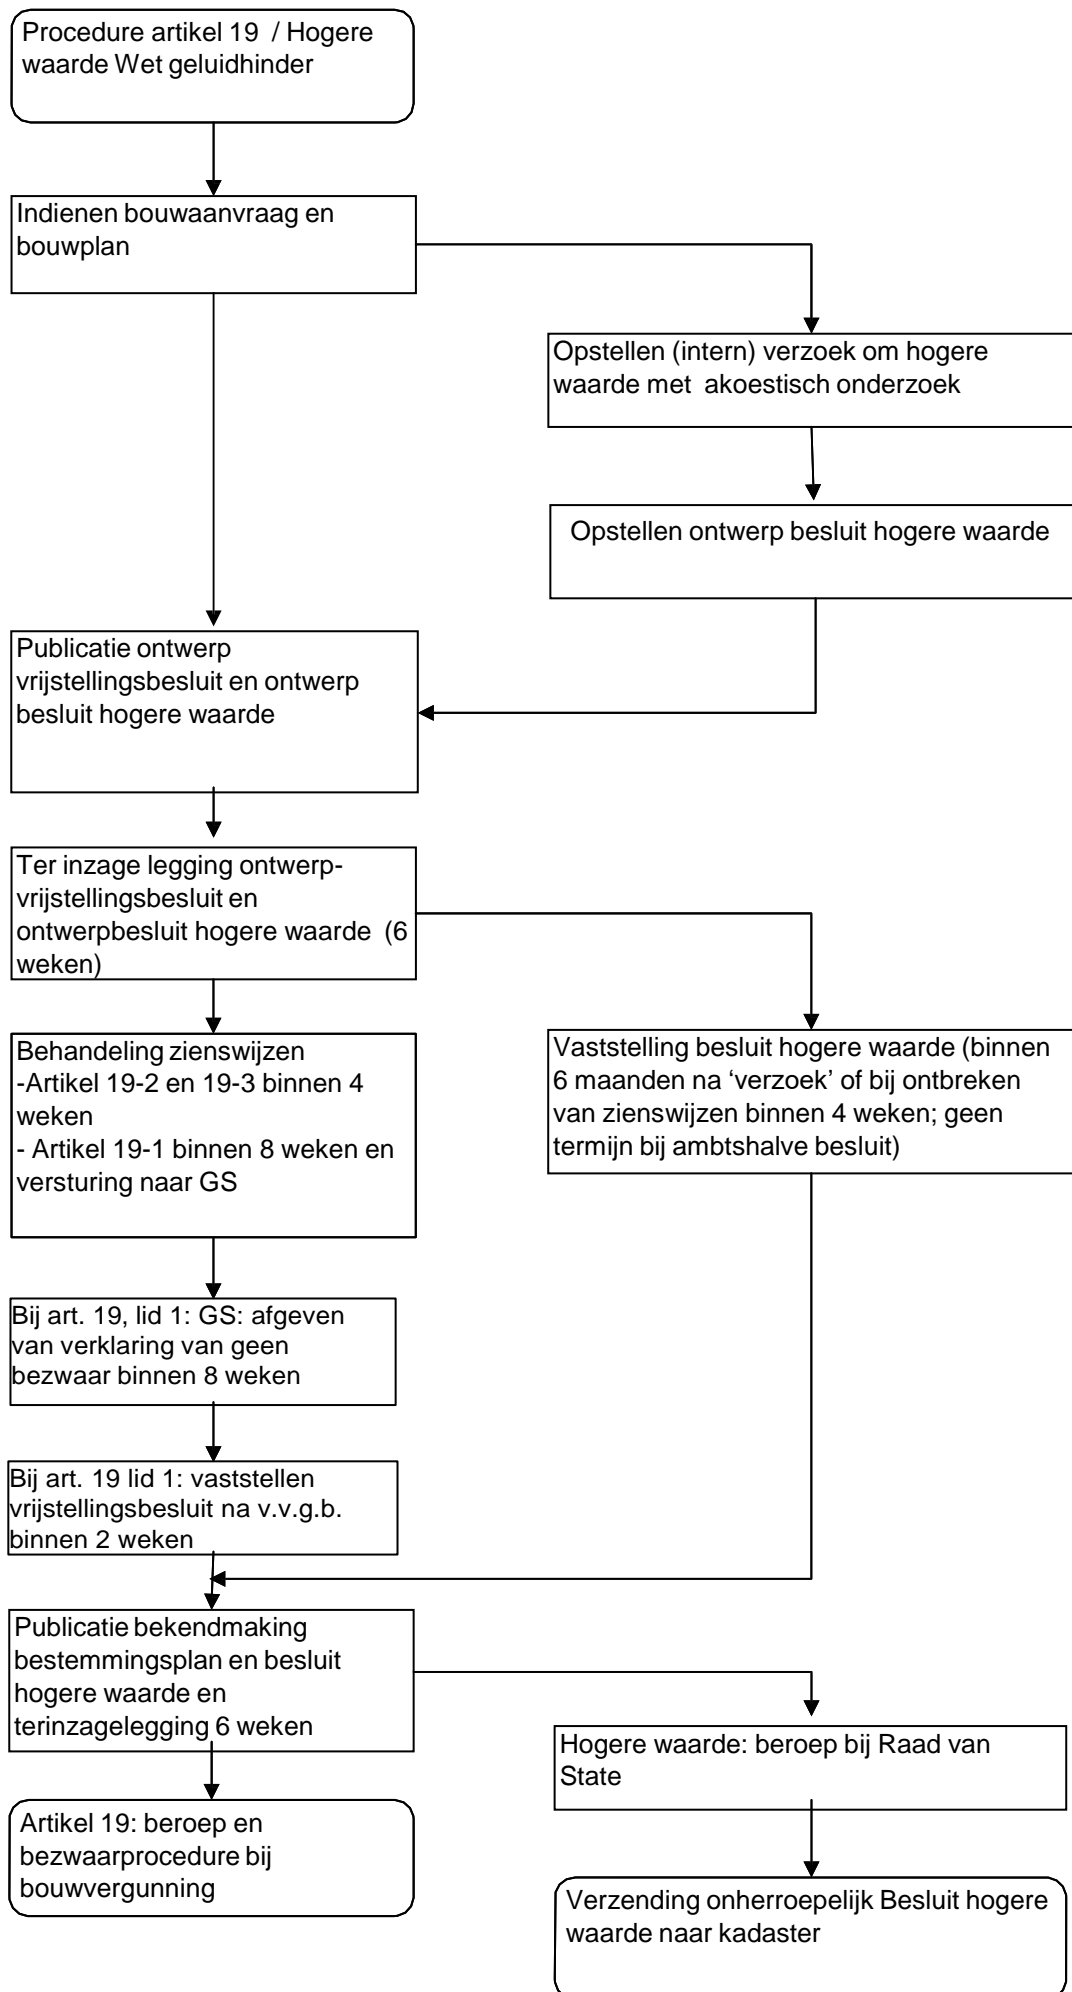 Procedure artikel 19 / Hogere
waarde Wet geluidhinder
Indienen bouwaanvraag en
bouwplan
Opstellen (intern) verzoek om hogere
waarde met akoestisch onderzoek
Opstellen ontwerp besluit hogere waarde
Publicatie ontwerp
vrijstellingsbesluit en ontwerp
besluit hogere waarde
Ter inzage legging ontwerp-
vrijstellingsbesluit en
ontwerpbesluit hogere waarde (6
weken)
Behandeling zienswijzen
-Artikel 19-2 en 19-3 binnen 4
weken
- Artikel 19-1 binnen 8 weken en
versturing naar GS
Vaststelling besluit hogere waarde (binnen
6 maanden na ‘verzoek’ of bij ontbreken
van zienswijzen binnen 4 weken; geen
termijn bij ambtshalve besluit)
Bij art. 19, lid 1: GS: afgeven
van verklaring van geen
bezwaar binnen 8 weken
Bij art. 19 lid 1: vaststellen
vrijstellingsbesluit na v.v.g.b.
binnen 2 weken
Publicatie bekendmaking
bestemmingsplan en besluit
hogere waarde en
terinzagelegging 6 weken
Hogere waarde: beroep bij Raad van
State
Artikel 19: beroep en
bezwaarprocedure bij
bouwvergunning
Verzending onherroepelijk Besluit hogere
waarde naar kadaster